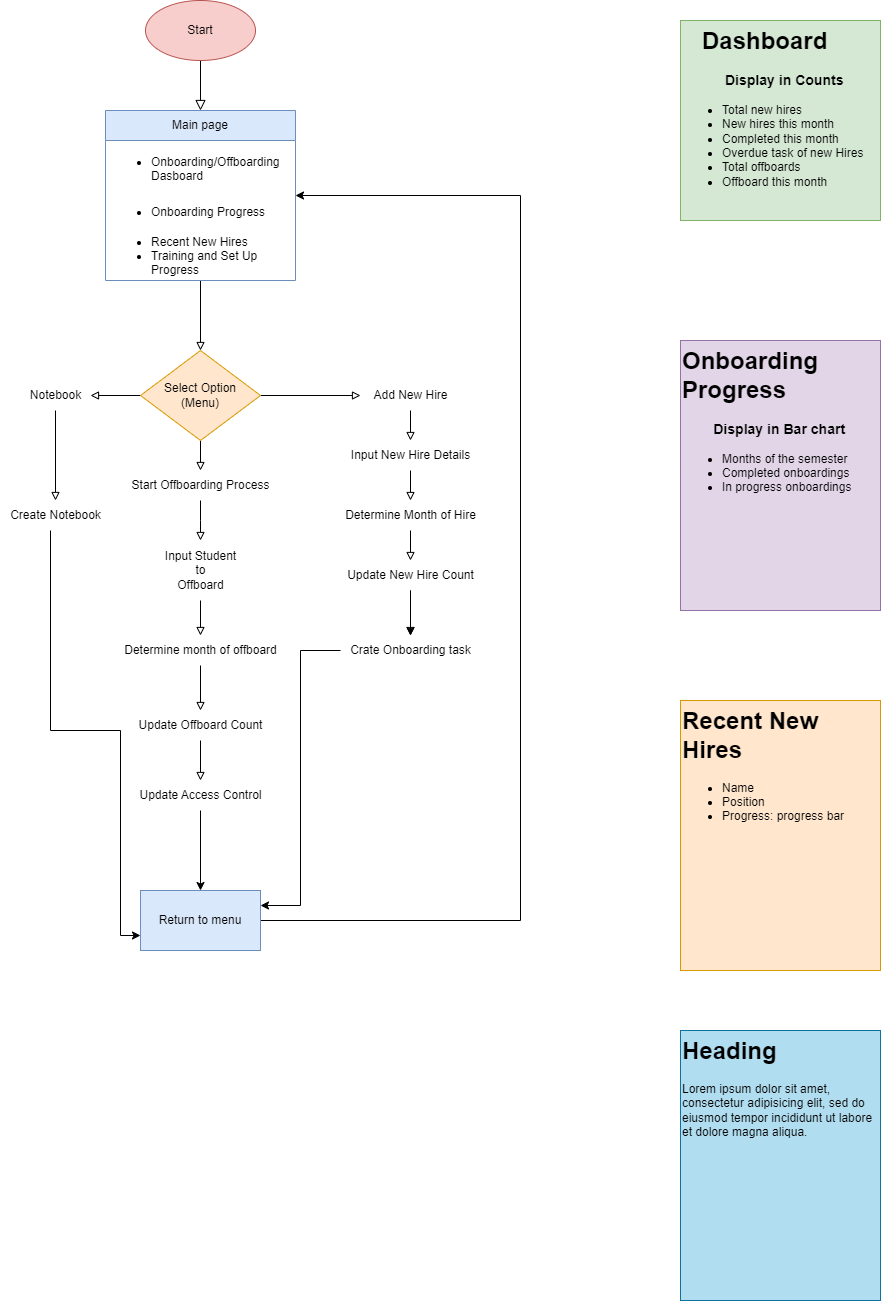 Start
Main page
Onboarding/Offboarding
Dasboard
Onboarding Progress
Recent New Hires
Training and Set Up
Progress
Select Option
(Menu)
Notebook
Create Notebook
Start Offboarding Process
Input Student
to
Offboard
Determine month of offboard
Update Offboard Count
Update Access Control
Add New Hire
Input New Hire Details
Determine Month of Hire
Update New Hire Count
Crate Onboarding task
Return to menu
Dashboard
Display in Counts
Total new hires
New hires this month
Completed this month
Overdue task of new Hires
Total offboards
Offboard this month
Onboarding
Progress
Display in Bar chart
Months of the semester
Completed onboardings
In progress onboardings
Recent New
Hires
Name
Position
Progress: progress bar
Heading
Lorem ipsum dolor sit amet,
consectetur adipisicing elit, sed do
eiusmod tempor incididunt ut labore
et dolore magna aliqua.